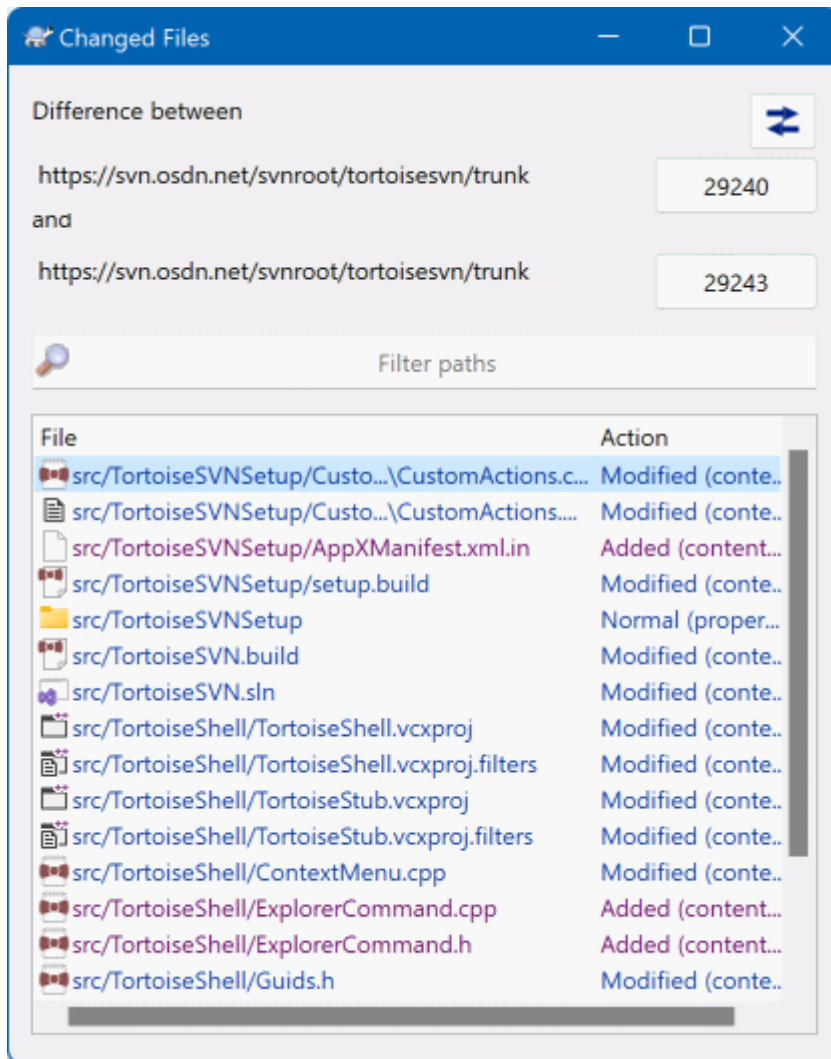 Changed Files
Difference between
https://svn.osdn.net/svnroot/tortoisesvn/trunk 29240
and
https://svn.osdn.net/svnroot/tortoisesvn/trunk 29243
Filter paths
File Action
src/TortoiseSVNSetup/Custo...\CustomActions.c... Modified (conte..
src/TortoiseSVNSetup/Custo...\CustomActions.... Modified (conte..
src/TortoiseSVNSetup/AppXManifest.xml.in Added (content...
src/TortoiseSVNSetup/setup.build Modified (conte..
src/TortoiseSVNSetup Normal (proper...
src/TortoiseSVN.build Modified (conte..
src/TortoiseSVN.sln Modified (conte..
src/TortoiseShell/TortoiseShell.vcxproj Modified (conte..
src/TortoiseShell/TortoiseShell.vcxproj.filters Modified (conte..
src/TortoiseShell/TortoiseStub.vcxproj Modified (conte..
src/TortoiseShell/TortoiseStub.vcxproj.filters Modified (conte..
src/TortoiseShell/ContextMenu.cpp Modified (conte..
src/TortoiseShell/ExplorerCommand.cpp Added (content...
src/TortoiseShell/ExplorerCommand.h Added (content...
src/TortoiseShell/Guids.h Modified (conte..